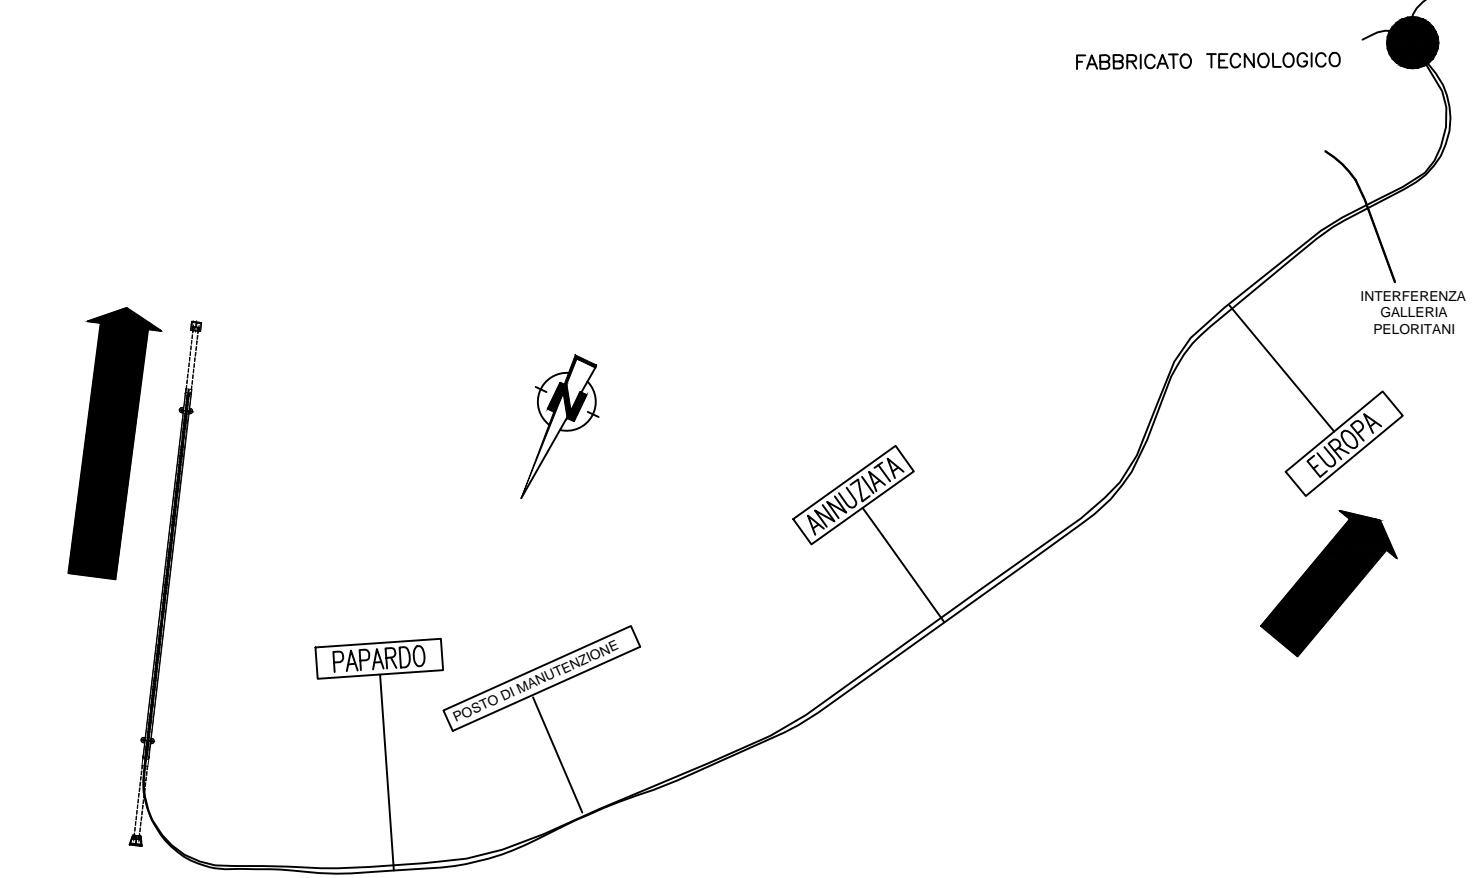 FABBRICATO TECNOLOGICO
INTERFERENZA
GALLERIA
PELORITANI
N
EUROPA
ANNUZIATA
PAPARDO
POSTO DI MANUTENZIONE